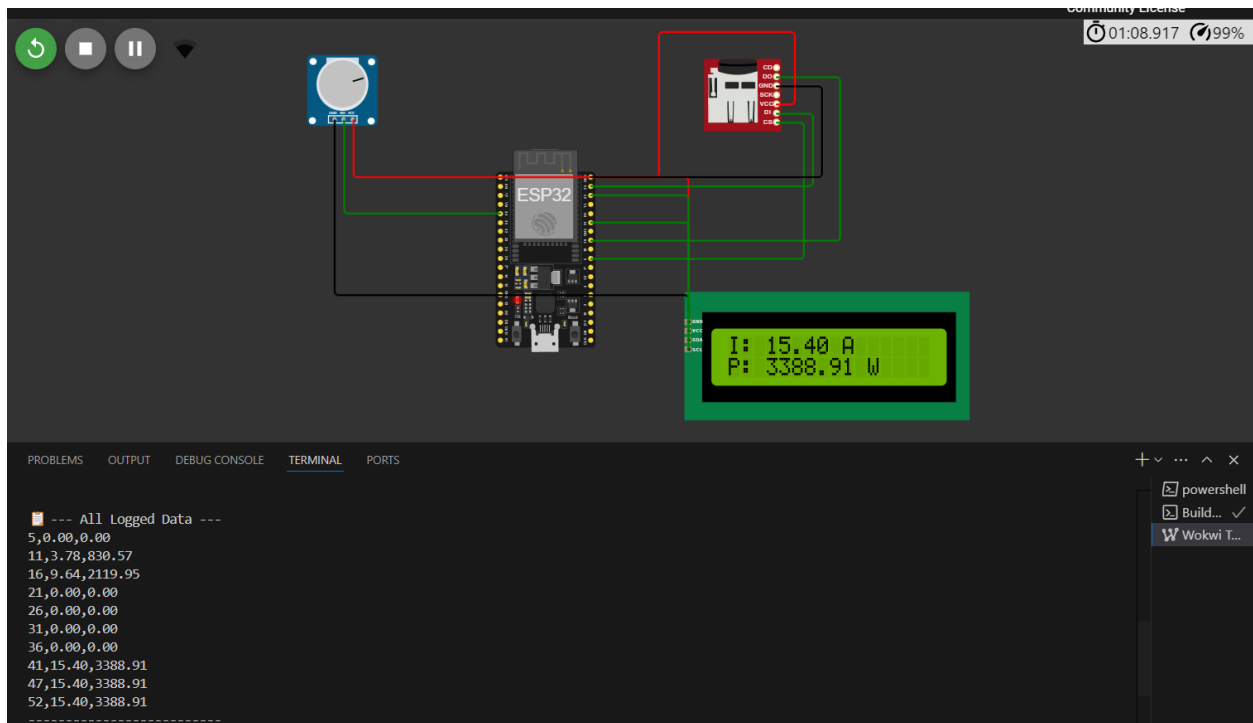 Community License
01:08.917 99%
CD
DO
GND
SCK
VCC
DI
CS
ESP32
GND
VCC
SDA
SCL
I: 15.40 A
P: 3388.91 W
PROBLEMS OUTPUT DEBUG CONSOLE TERMINAL PORTS
powershell
Build...
Wokwi T...
📋 --- All Logged Data ---
5,0.00,0.00
11,3.78,830.57
16,9.64,2119.95
21,0.00,0.00
26,0.00,0.00
31,0.00,0.00
36,0.00,0.00
41,15.40,3388.91
47,15.40,3388.91
52,15.40,3388.91
--------------------------